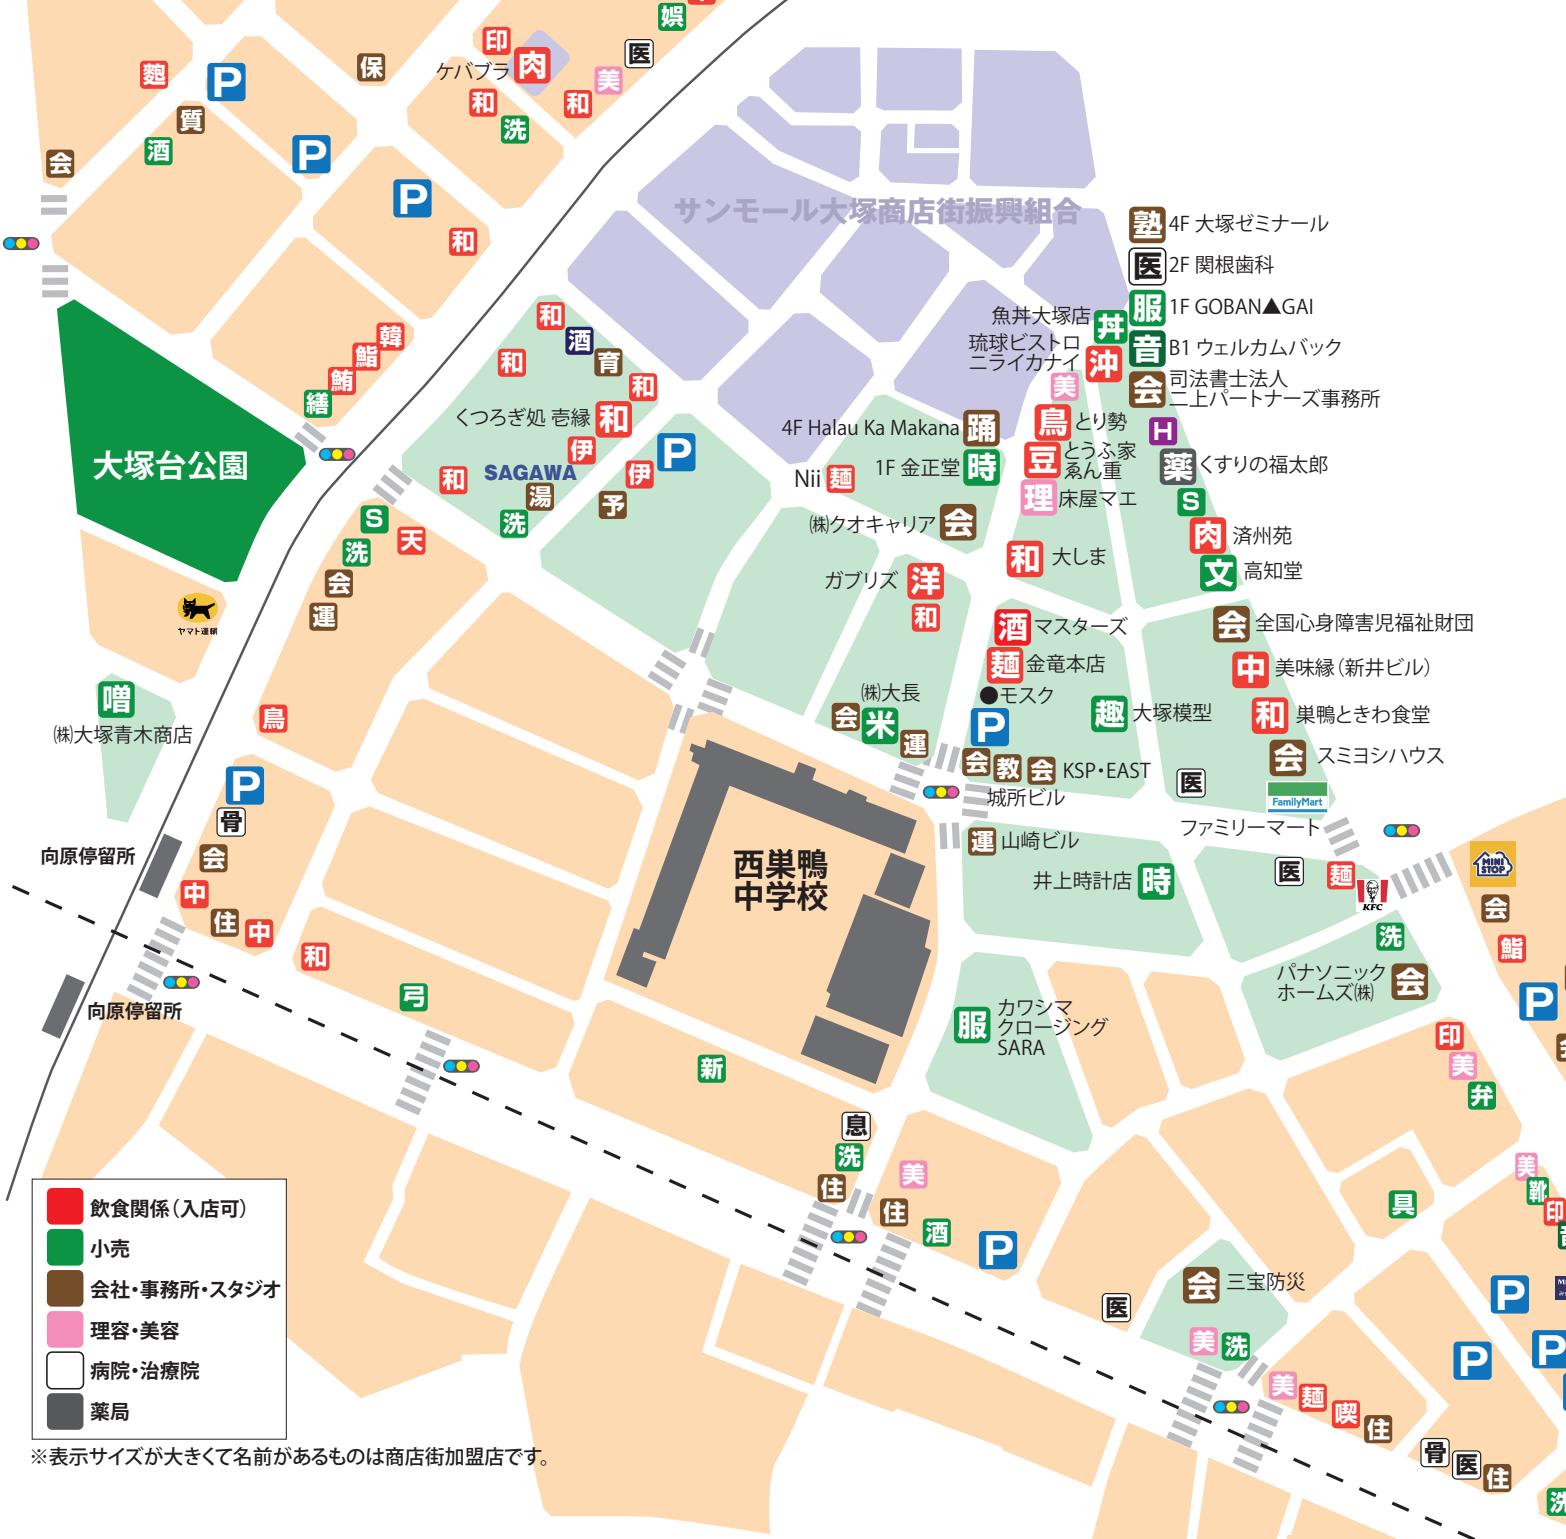 娯
印
肉
ケバブラ
医
美
和
和
洗
麭
P
保
質
酒
P
会
P
和
サンモール大塚商店街振興組合
塾 4F 大塚ゼミナール
医 2F 関根歯科
服 1F GOBAN▲GAI
音 B1 ウェルカムバック
会 司法書士法人
二上パートナーズ事務所
魚丼大塚店 丼
琉球ビストロ
ニライカナイ 沖
美
鳥 とり勢
豆 とうふ家
ゑん重
理 床屋マエ
4F Halau Ka Makana 踊
1F 金正堂 時
Nii 麺
㈱クオキャリア 会
H
薬 くすりの福太郎
S
肉 済州苑
文 高知堂
和 大しま
ガブリズ 洋
和
和
酒
和
育
和
くつろぎ処 壱縁 和
伊
P
和
SAGAWA
伊
湯
予
洗
韓
鮨
鮪
繕
大塚台公園
S
天
洗
会
運
ヤマト運輸
噌
㈱大塚青木商店
鳥
酒 マスターズ
麺 金竜本店
●モスク
P
会 全国心身障害児福祉財団
中 美味縁（新井ビル）
和 巣鴨ときわ食堂
会 スミヨシハウス
趣 大塚模型
㈱大長
会
米
運
会
教
会 KSP・EAST
城所ビル
医
FamilyMart
ファミリーマート
運 山崎ビル
井上時計店 時
医
麺
KFC
MINI STOP
会
鮨
洗
パナソニック
ホームズ㈱ 会
P
西巣鴨
中学校
P
骨
会
向原停留所
中
住
中
和
弓
向原停留所
服 カワシマ
クロージング
SARA
新
印
美
弁
息
洗
住
美
住
酒
P
美
靴
印
具
会 三宝防災
医
美
洗
P
P
P
美
麺
喫
住
骨
医
住
洗
飲食関係（入店可）
小売
会社・事務所・スタジオ
理容・美容
病院・治療院
薬局
※表示サイズが大きくて名前があるものは商店街加盟店です。